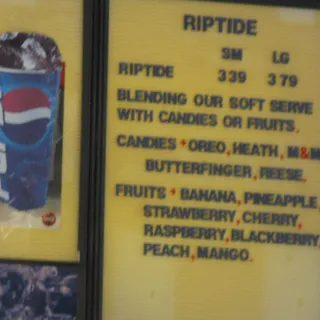 RIPTIDE
SM LG
RIPTIDE 339 379
BLENDING OUR SOFT SERVE
WITH CANDIES OR FRUITS.
CANDIES • OREO, HEATH, M&M
BUTTERFINGER, REESE.
FRUITS • BANANA, PINEAPPLE,
STRAWBERRY, CHERRY,
RASPBERRY, BLACKBERRY,
PEACH, MANGO.